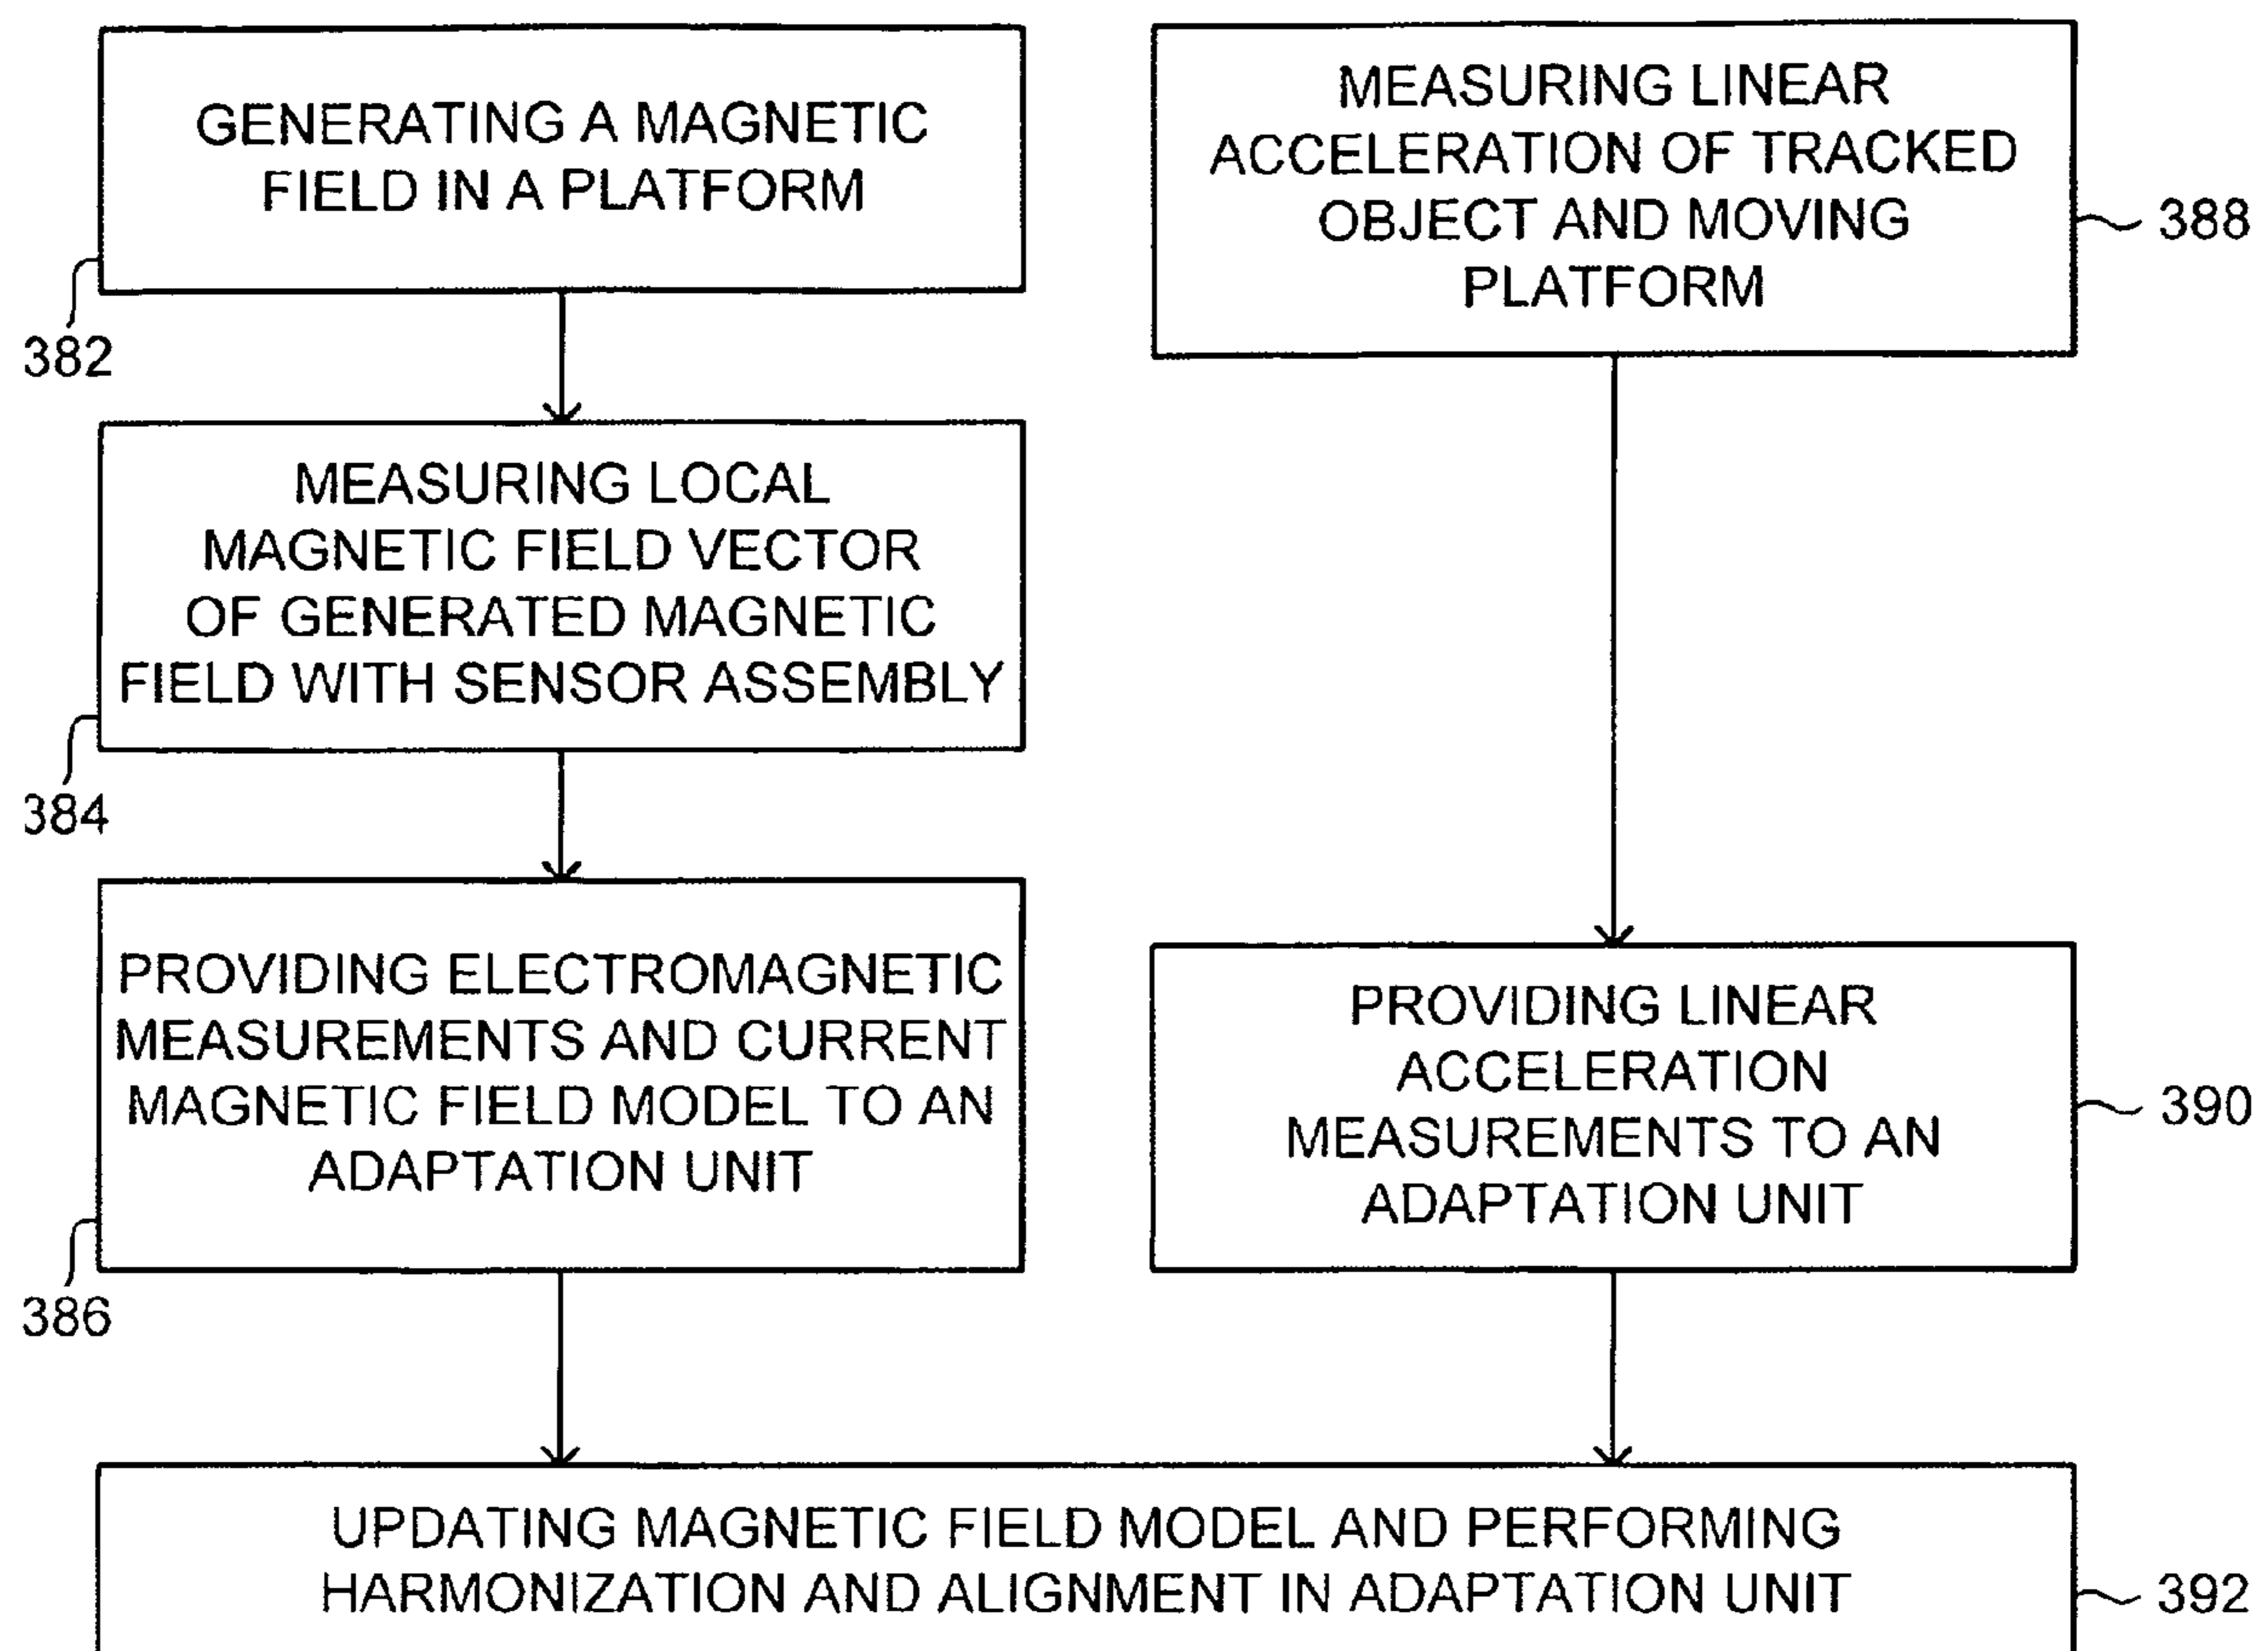 GENERATING A MAGNETIC
FIELD IN A PLATFORM
382
MEASURING LOCAL
MAGNETIC FIELD VECTOR
OF GENERATED MAGNETIC
FIELD WITH SENSOR ASSEMBLY
384
PROVIDING ELECTROMAGNETIC
MEASUREMENTS AND CURRENT
MAGNETIC FIELD MODEL TO AN
ADAPTATION UNIT
386
MEASURING LINEAR
ACCELERATION OF TRACKED
OBJECT AND MOVING
PLATFORM
388
PROVIDING LINEAR
ACCELERATION
MEASUREMENTS TO AN
ADAPTATION UNIT
390
UPDATING MAGNETIC FIELD MODEL AND PERFORMING
HARMONIZATION AND ALIGNMENT IN ADAPTATION UNIT
392